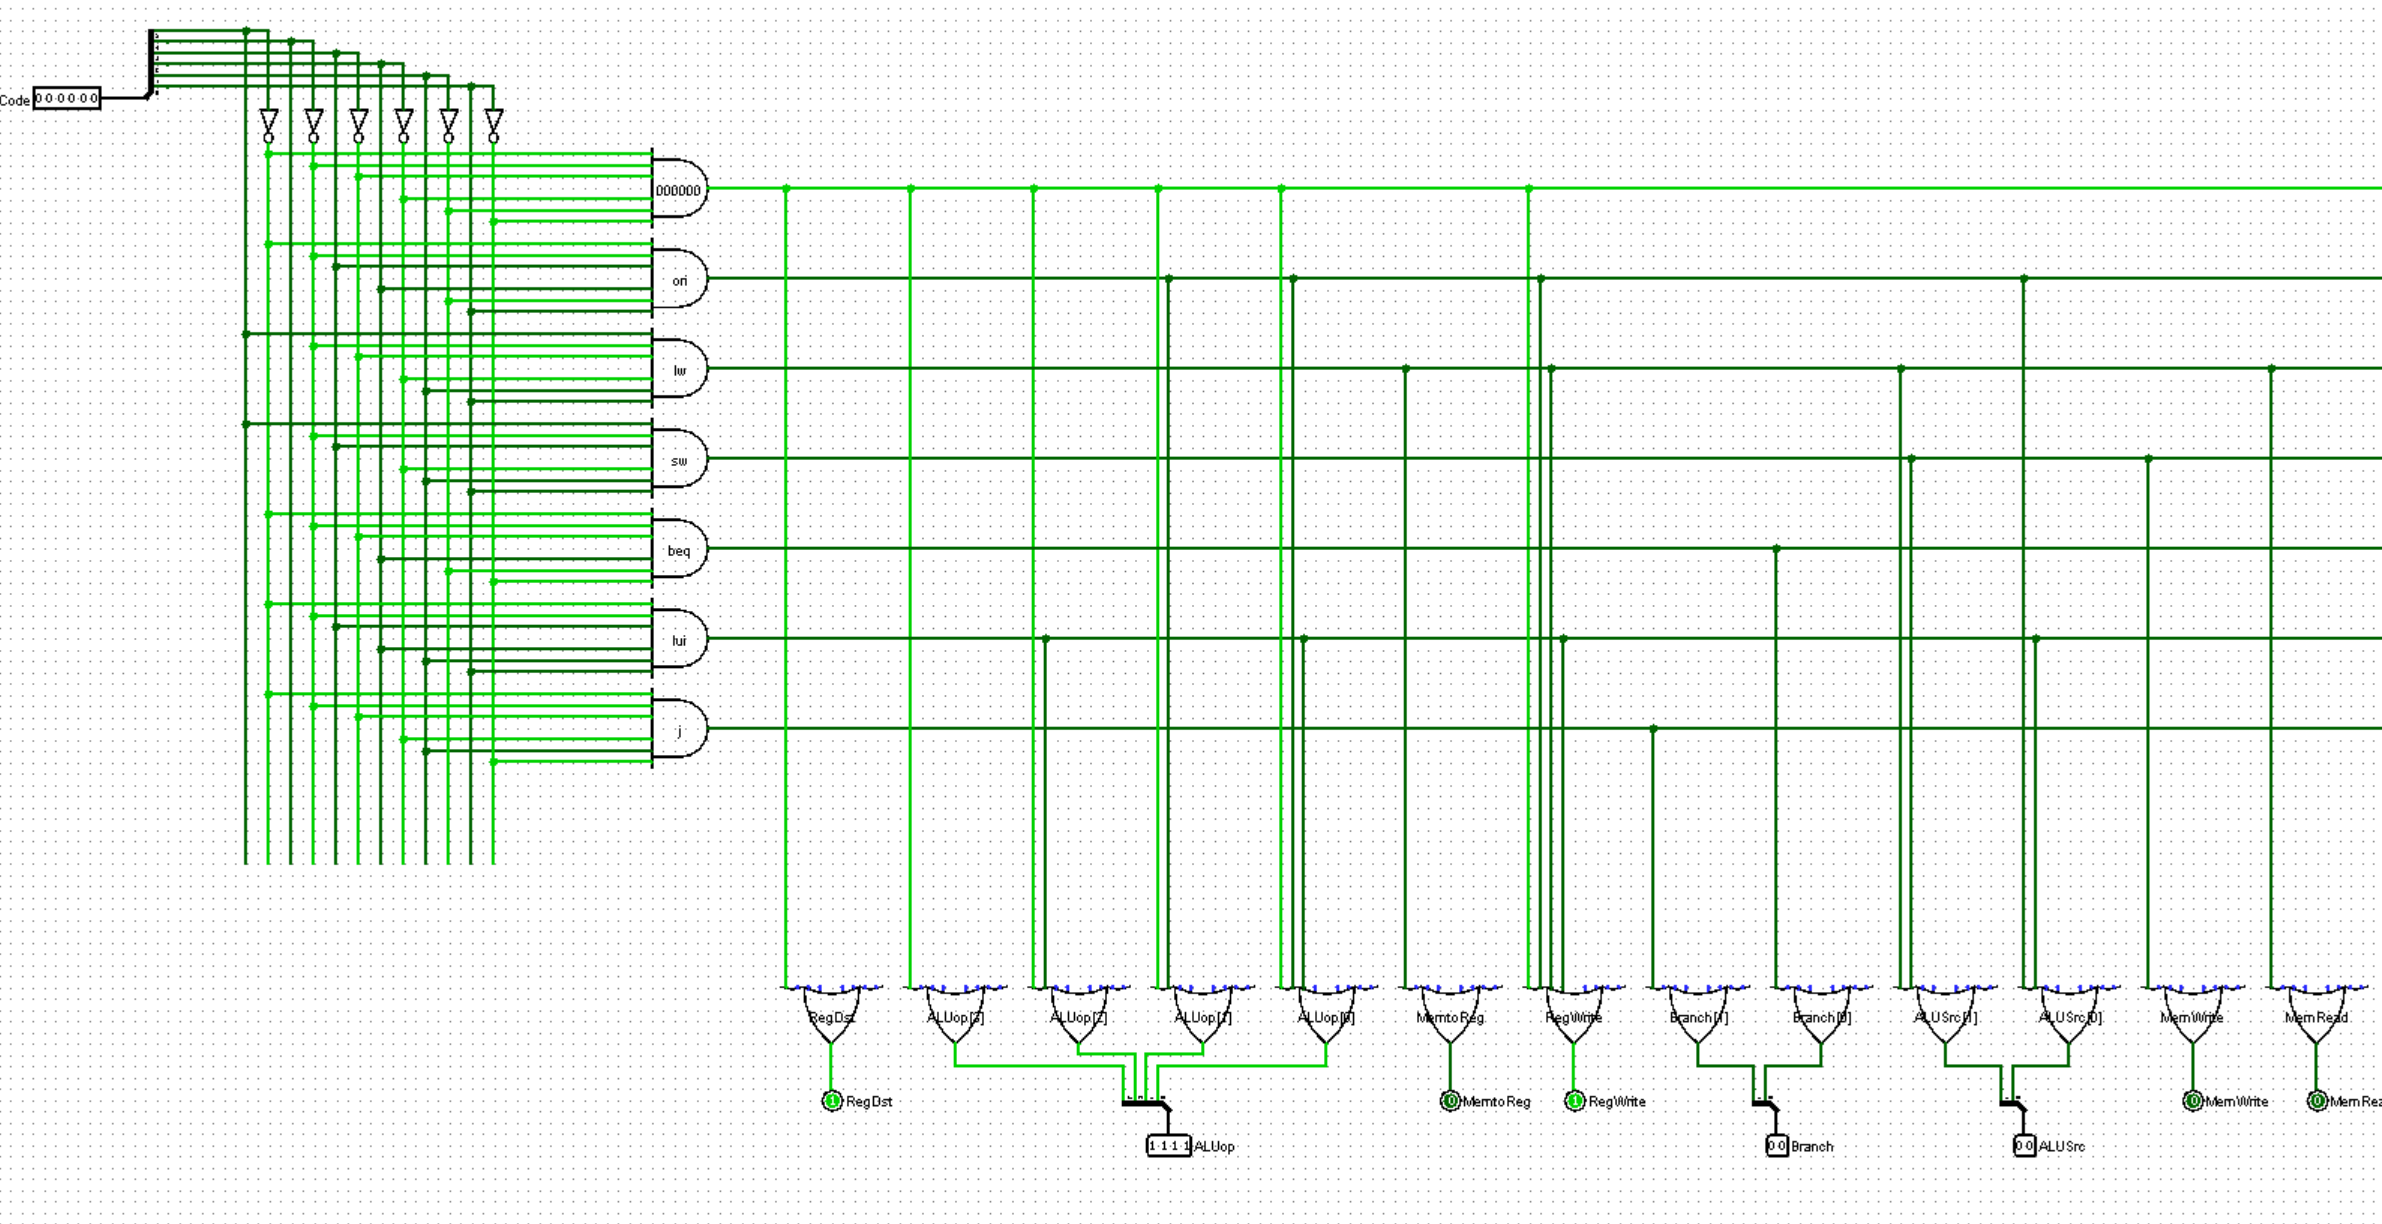 Code 000000
000000
ori
lw
sw
beq
lui
j
RegDst ALUop[3] ALUop[2] ALUop[1] ALUop[0] MemtoReg RegWrite Branch[1] Branch[0] ALUSrc[1] ALUSrc[0] MemWrite MemRead
1 RegDst 0 MemtoReg 1 RegWrite 0 MemWrite 0 MemRea
1111 ALUop 00 Branch 00 ALUSrc